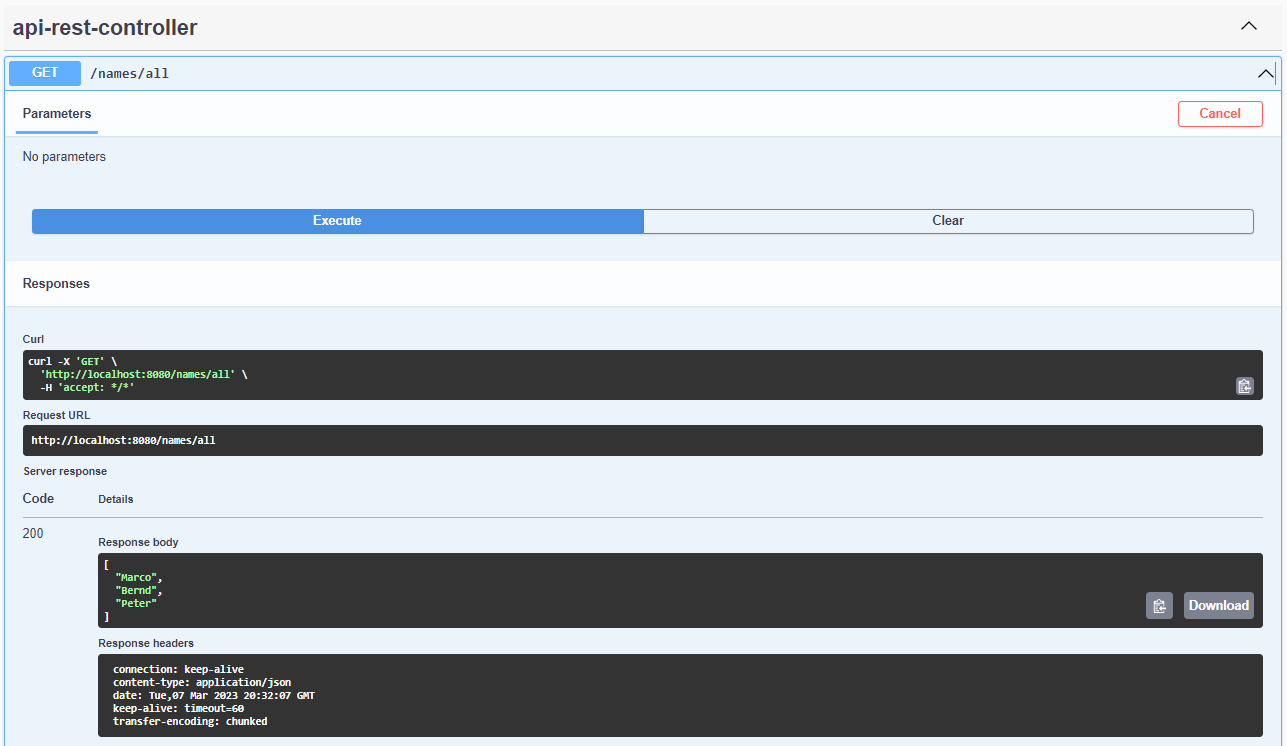 api-rest-controller
GET /names/all
Parameters Cancel
No parameters
Execute Clear
Responses
Curl
curl -X 'GET' \
  'http://localhost:8080/names/all' \
  -H 'accept: */*'
Request URL
http://localhost:8080/names/all
Server response
Code Details
200
Response body
[
  "Marco",
  "Bernd",
  "Peter"
]
Download
Response headers
connection: keep-alive
content-type: application/json
date: Tue,07 Mar 2023 20:32:07 GMT
keep-alive: timeout=60
transfer-encoding: chunked